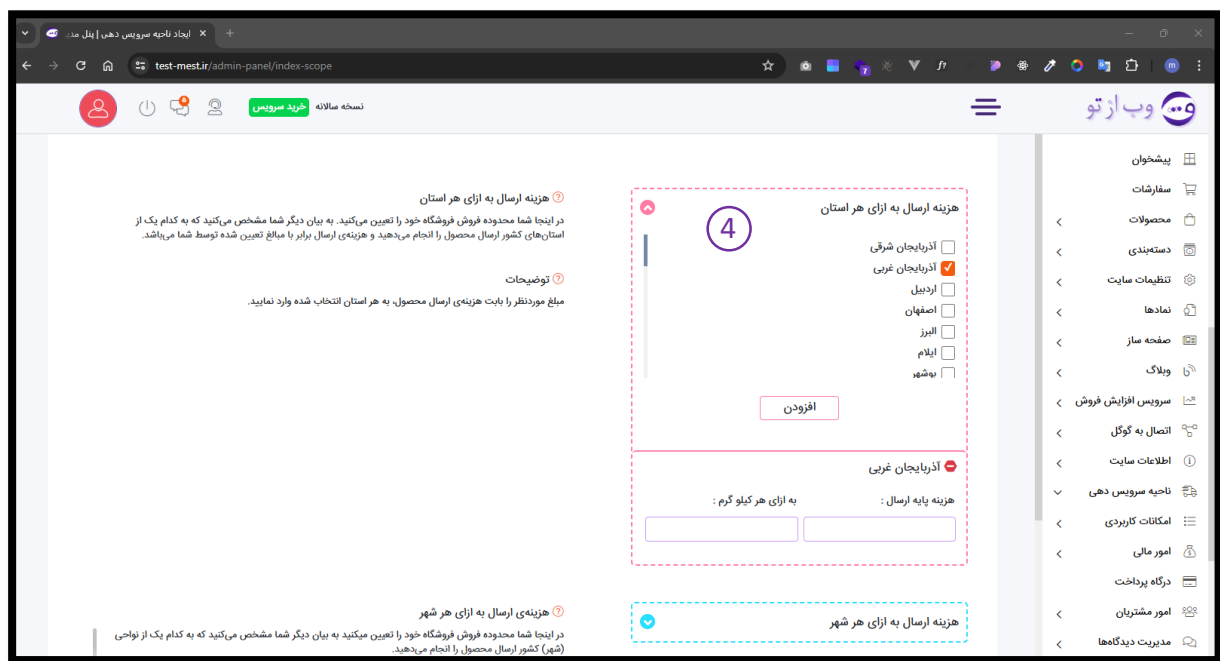 ایجاد ناحیه سرویس دهی | پنل مدی
test-mest.ir/admin-panel/index-scope
وب از تو
نسخه سالانه
خرید سرویس
پیشخوان
سفارشات
محصولات
دسته‌بندی
تنظیمات سایت
نمادها
صفحه ساز
وبلاگ
سرویس افزایش فروش
اتصال به گوگل
اطلاعات سایت
ناحیه سرویس دهی
امکانات کاربردی
امور مالی
درگاه پرداخت
امور مشتریان
مدیریت دیدگاه‌ها
هزینه ارسال به ازای هر استان
4
آذربایجان شرقی
آذربایجان غربی
اردبیل
اصفهان
البرز
ایلام
بوشهر
افزودن
آذربایجان غربی
هزینه پایه ارسال :
به ازای هر کیلو گرم :
هزینه ارسال به ازای هر شهر
هزینه ارسال به ازای هر استان
در اینجا شما محدوده فروش فروشگاه خود را تعیین می‌کنید. به بیان دیگر شما مشخص می‌کنید که به کدام یک از
استان‌های کشور ارسال محصول را انجام می‌دهید و هزینه‌ی ارسال برابر با مبالغ تعیین شده توسط شما می‌باشد.
توضیحات
مبلغ موردنظر را بابت هزینه‌ی ارسال محصول، به هر استان انتخاب شده وارد نمایید.
هزینه‌ی ارسال به ازای هر شهر
در اینجا شما محدوده فروش فروشگاه خود را تعیین میکنید به بیان دیگر شما مشخص می‌کنید که به کدام یک از نواحی
(شهر) کشور ارسال محصول را انجام می‌دهید.